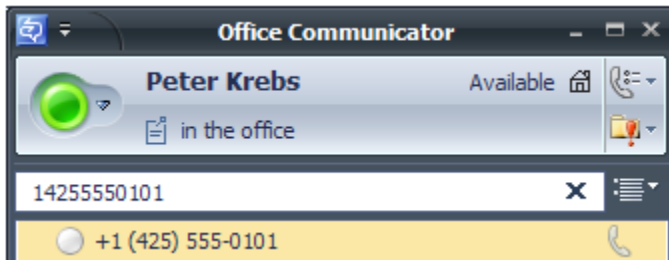 Office Communicator
Peter Krebs Available
in the office
14255550101
+1 (425) 555-0101